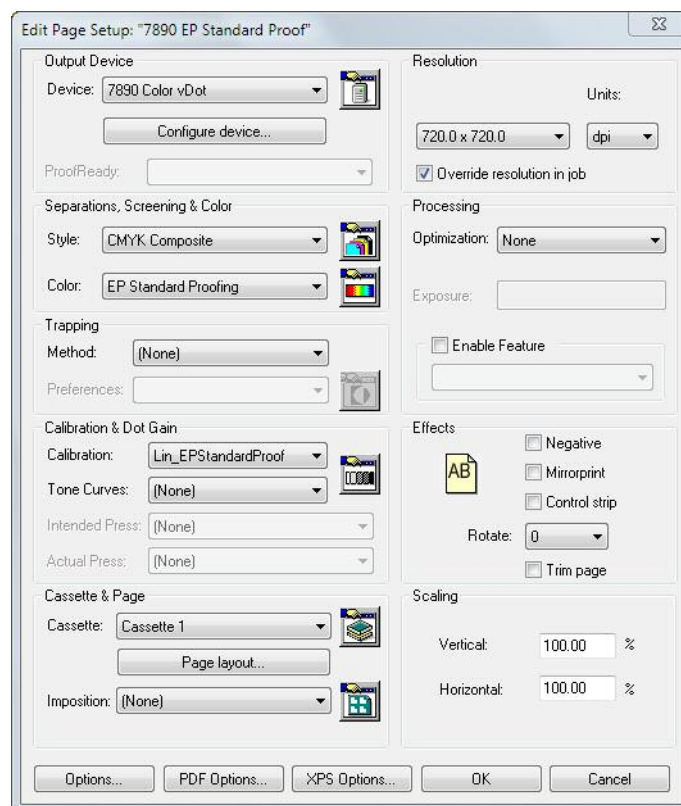 Edit Page Setup: "7890 EP Standard Proof"
Output Device
Device: 7890 Color vDot
Configure device...
ProofReady:
Resolution
Units:
720.0 x 720.0 dpi
Override resolution in job
Separations, Screening & Color
Style: CMYK Composite
Color: EP Standard Proofing
Processing
Optimization: None
Exposure:
Enable Feature
Trapping
Method: (None)
Preferences:
Calibration & Dot Gain
Calibration: Lin_EPStandardProof
Tone Curves: (None)
Intended Press: (None)
Actual Press: (None)
Effects
AB
Negative
Mirrorprint
Control strip
Rotate: 0
Trim page
Cassette & Page
Cassette: Cassette 1
Page layout...
Imposition: (None)
Scaling
Vertical: 100.00 %
Horizontal: 100.00 %
Options... PDF Options... XPS Options... OK Cancel